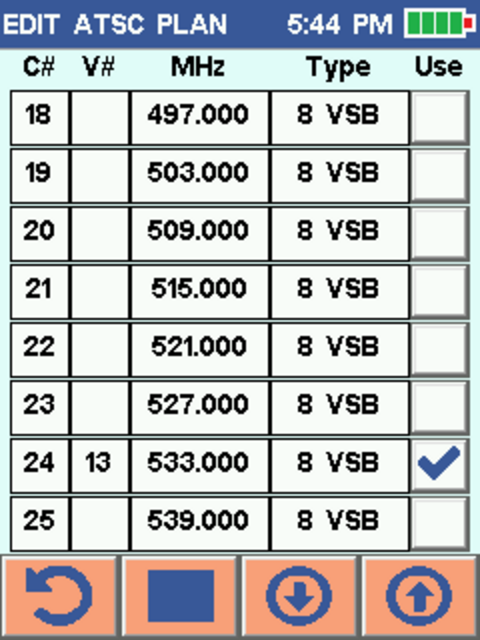 EDIT ATSC PLAN 5:44 PM
C# V# MHz Type Use
18 497.000 8 VSB
19 503.000 8 VSB
20 509.000 8 VSB
21 515.000 8 VSB
22 521.000 8 VSB
23 527.000 8 VSB
24 13 533.000 8 VSB
25 539.000 8 VSB